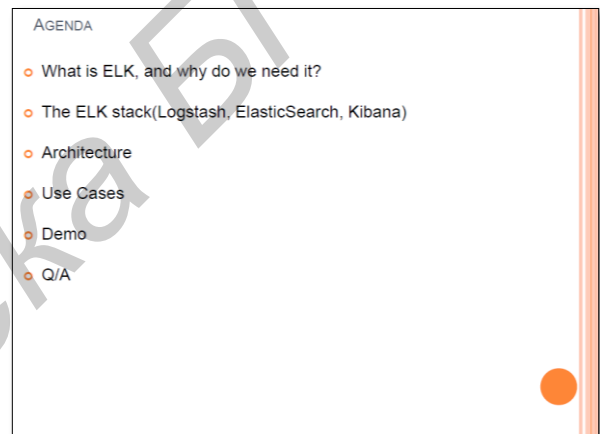 AGENDA
What is ELK, and why do we need it?
The ELK stack(Logstash, ElasticSearch, Kibana)
Architecture
Use Cases
Demo
Q/A